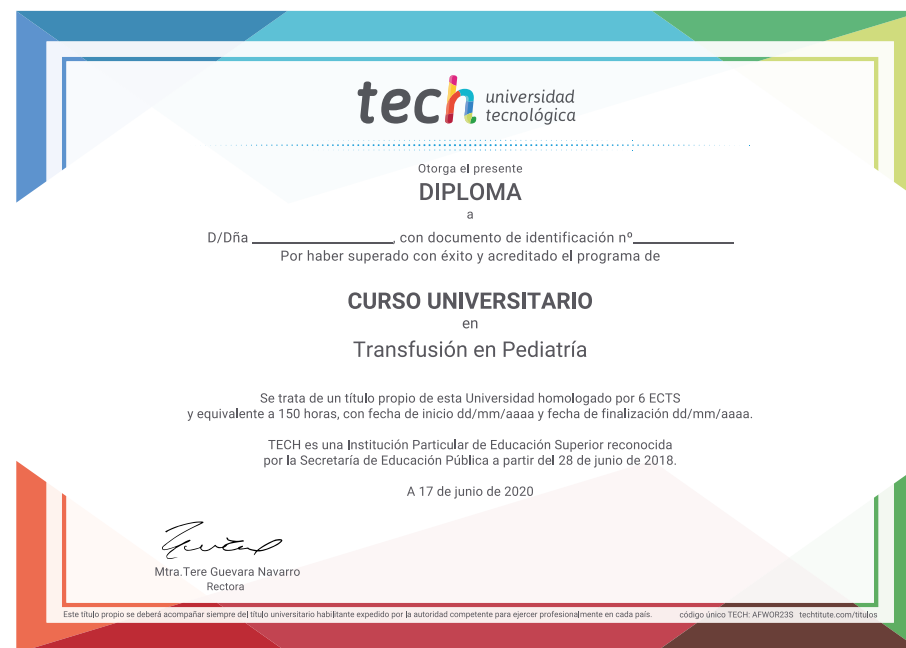 tech universidad
tecnológica
Otorga el presente
DIPLOMA
a
D/Dña ____________________, con documento de identificación nº______________
Por haber superado con éxito y acreditado el programa de
CURSO UNIVERSITARIO
en
Transfusión en Pediatría
Se trata de un título propio de esta Universidad homologado por 6 ECTS
y equivalente a 150 horas, con fecha de inicio dd/mm/aaaa y fecha de finalización dd/mm/aaaa.
TECH es una Institución Particular de Educación Superior reconocida
por la Secretaría de Educación Pública a partir del 28 de junio de 2018.
A 17 de junio de 2020
Mtra.Tere Guevara Navarro
Rectora
Este título propio se deberá acompañar siempre del título universitario habilitante expedido por la autoridad competente para ejercer profesionalmente en cada país. código único TECH: AFWOR23S techtitute.com/titulos